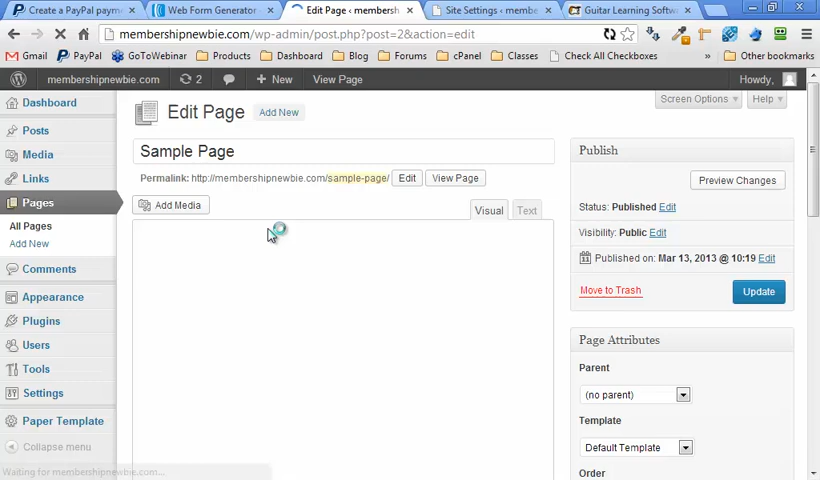 Create a PayPal paym
Web Form Generator
Edit Page ‹ membersh
Site Settings ‹ membe
Guitar Learning Softwa
membershipnewbie.com/wp-admin/post.php?post=2&action=edit
Gmail PayPal GoToWebinar Products Blog Forums cPanel Classes Check All Checkboxes » Other bookmarks
membershipnewbie.com 2 + New View Page Howdy,
Dashboard
Posts
Media
Links
Pages
All Pages
Add New
Comments
Appearance
Plugins
Users
Tools
Settings
Paper Template
Collapse menu
Waiting for membershipnewbie.com...
Screen Options Help
Edit Page Add New
Sample Page
Permalink: http://membershipnewbie.com/sample-page/ Edit View Page
Add Media
Visual Text
Publish
Preview Changes
Status: Published Edit
Visibility: Public Edit
Published on: Mar 13, 2013 @ 10:19 Edit
Move to Trash Update
Page Attributes
Parent
(no parent)
Template
Default Template
Order